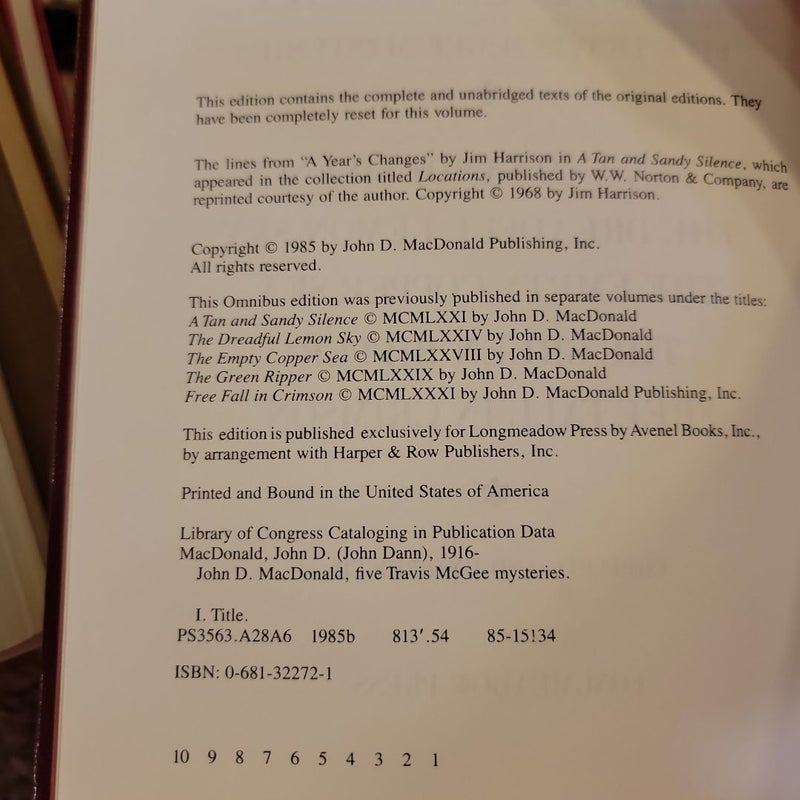 This edition contains the complete and unabridged texts of the original editions. They
have been completely reset for this volume.
The lines from "A Year's Changes" by Jim Harrison in A Tan and Sandy Silence, which
appeared in the collection titled Locations, published by W.W. Norton & Company, are
reprinted courtesy of the author. Copyright © 1968 by Jim Harrison.
Copyright © 1985 by John D. MacDonald Publishing, Inc.
All rights reserved.
This Omnibus edition was previously published in separate volumes under the titles:
A Tan and Sandy Silence © MCMLXXI by John D. MacDonald
The Dreadful Lemon Sky © MCMLXXIV by John D. MacDonald
The Empty Copper Sea © MCMLXXVIII by John D. MacDonald
The Green Ripper © MCMLXXIX by John D. MacDonald
Free Fall in Crimson © MCMLXXXI by John D. MacDonald Publishing, Inc.
This edition is published exclusively for Longmeadow Press by Avenel Books, Inc.,
by arrangement with Harper & Row Publishers, Inc.
Printed and Bound in the United States of America
Library of Congress Cataloging in Publication Data
MacDonald, John D. (John Dann), 1916-
John D. MacDonald, five Travis McGee mysteries.
I. Title.
PS3563.A28A6 1985b 813'.54 85-15134
ISBN: 0-681-32272-1
10 9 8 7 6 5 4 3 2 1